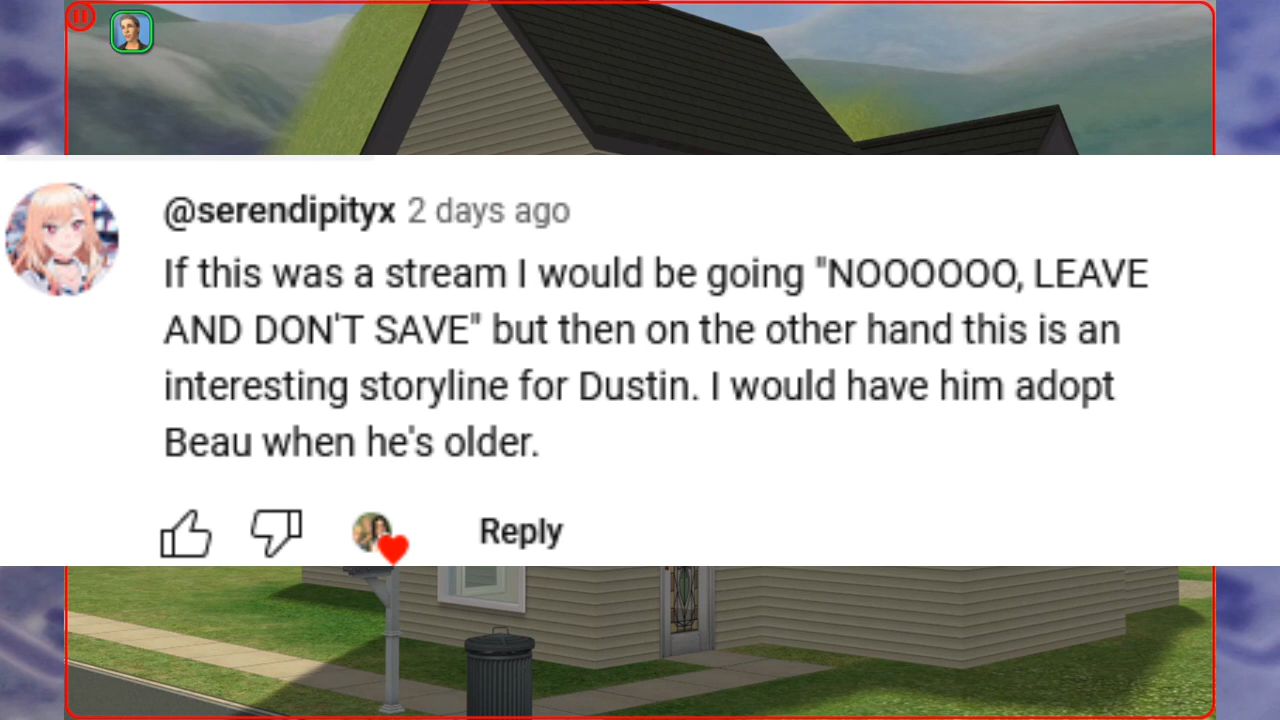 @serendipityx 2 days ago
If this was a stream I would be going "NOOOOOO, LEAVE
AND DON'T SAVE" but then on the other hand this is an
interesting storyline for Dustin. I would have him adopt
Beau when he's older.
Reply